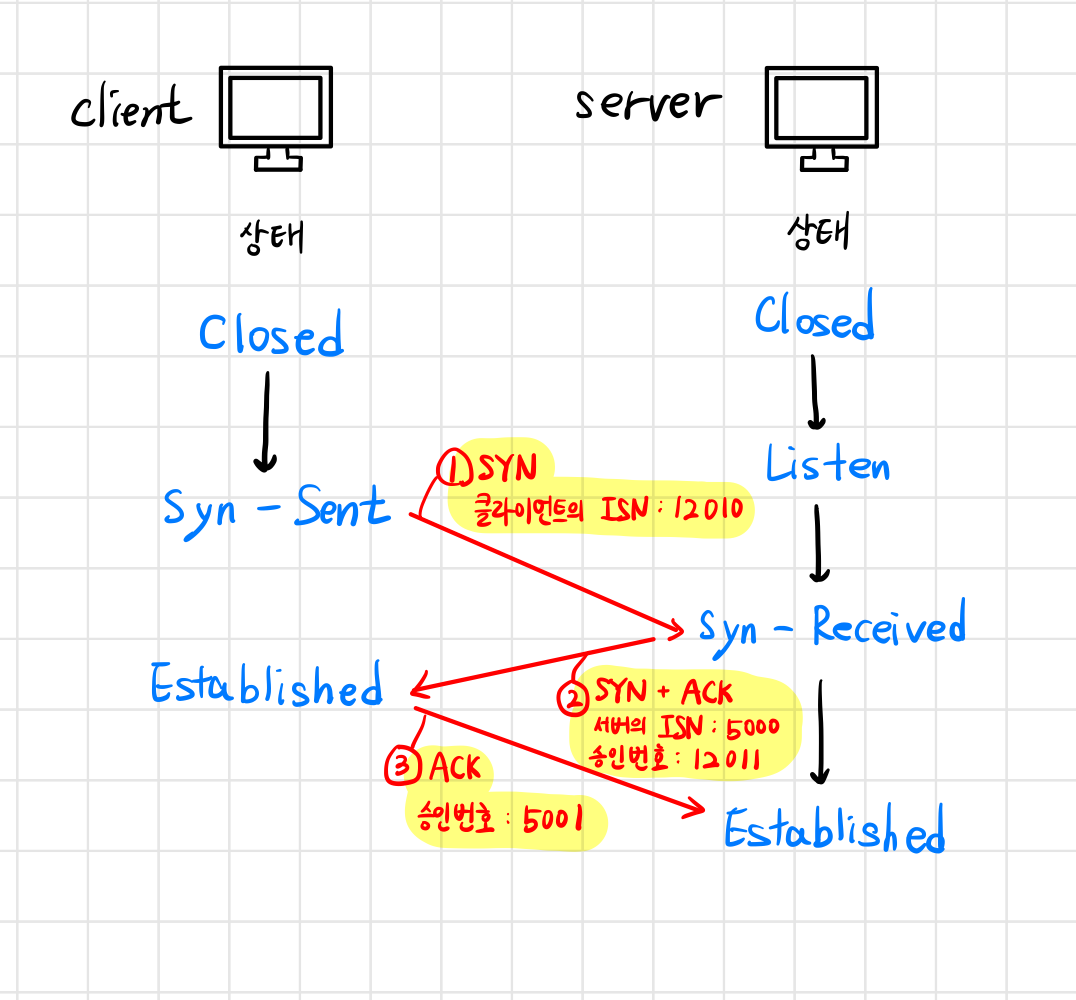 client
server
상태
상태
Closed
Closed
Listen
Syn - Sent
① SYN
클라이언트의 ISN : 12010
Syn - Received
Established
② SYN + ACK
서버의 ISN : 5000
승인번호 : 12011
③ ACK
승인번호 : 5001
Established